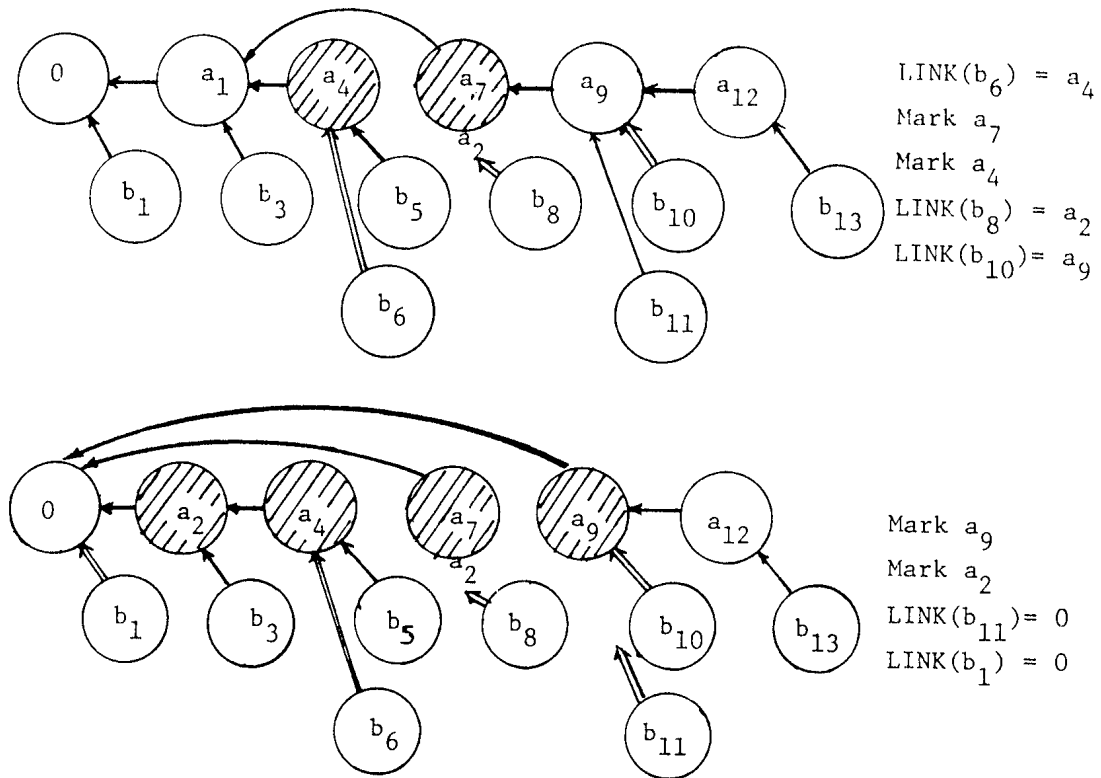 0 a₁ a₄ a₇ a₉ a₁₂
a₂
b₁ b₃ b₅ b₈ b₁₀ b₁₃
b₆ b₁₁
LINK(b₆) = a₄
Mark a₇
Mark a₄
LINK(b₈) = a₂
LINK(b₁₀)= a₉
0 a₂ a₄ a₇ a₉ a₁₂
a₂
b₁ b₃ b₅ b₈ b₁₀ b₁₃
b₆ b₁₁
Mark a₉
Mark a₂
LINK(b₁₁)= 0
LINK(b₁) = 0